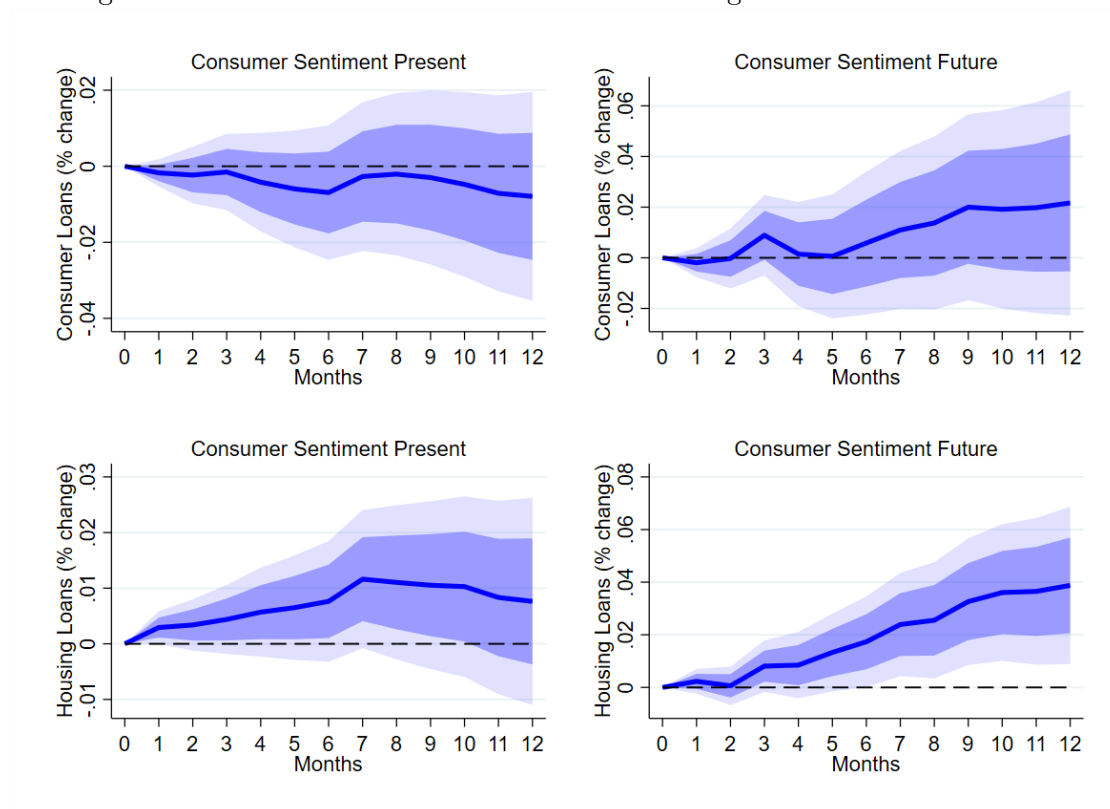 Consumer Sentiment Present
Consumer Loans (% change)
.02
0
-.02
-.04
0 1 2 3 4 5 6 7 8 9 10 11 12
Months
Consumer Sentiment Future
Consumer Loans (% change)
.06
.04
.02
0
-.02
0 1 2 3 4 5 6 7 8 9 10 11 12
Months
Consumer Sentiment Present
Housing Loans (% change)
.03
.02
.01
0
-.01
0 1 2 3 4 5 6 7 8 9 10 11 12
Months
Consumer Sentiment Future
Housing Loans (% change)
.08
.06
.04
.02
0
0 1 2 3 4 5 6 7 8 9 10 11 12
Months